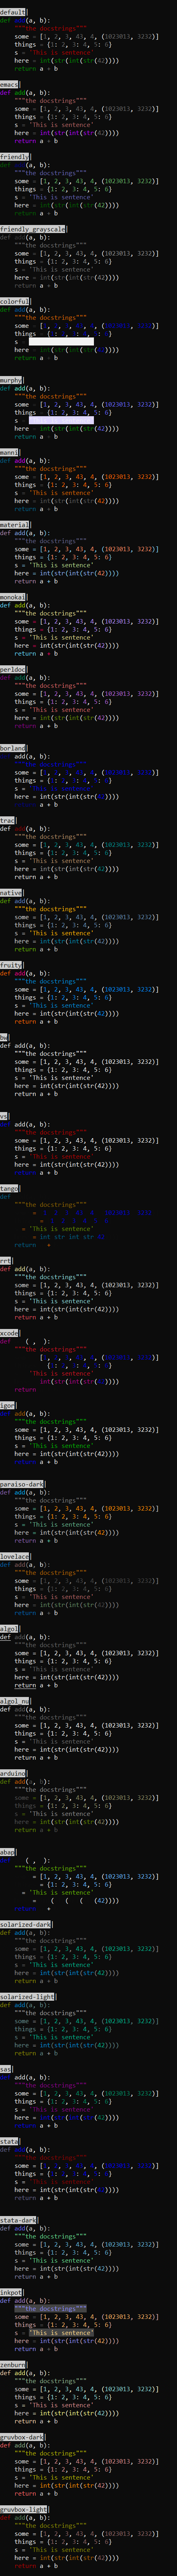 default|
def add(a, b):
"""the docstrings"""
some = [1, 2, 3, 43, 4, (1023013, 3232)]
things = {1: 2, 3: 4, 5: 6}
s = 'This is sentence'
here = int(str(int(str(42))))
return a + b
emacs|
def add(a, b):
"""the docstrings"""
some = [1, 2, 3, 43, 4, (1023013, 3232)]
things = {1: 2, 3: 4, 5: 6}
s = 'This is sentence'
here = int(str(int(str(42))))
return a + b
friendly|
def add(a, b):
"""the docstrings"""
some = [1, 2, 3, 43, 4, (1023013, 3232)]
things = {1: 2, 3: 4, 5: 6}
s = 'This is sentence'
here = int(str(int(str(42))))
return a + b
friendly_grayscale|
def add(a, b):
"""the docstrings"""
some = [1, 2, 3, 43, 4, (1023013, 3232)]
things = {1: 2, 3: 4, 5: 6}
s = 'This is sentence'
here = int(str(int(str(42))))
return a + b
colorful|
def add(a, b):
"""the docstrings"""
some = [1, 2, 3, 43, 4, (1023013, 3232)]
things = {1: 2, 3: 4, 5: 6}
s =
here = int(str(int(str(42))))
return a + b
murphy|
def add(a, b):
"""the docstrings"""
some = [1, 2, 3, 43, 4, (1023013, 3232)]
things = {1: 2, 3: 4, 5: 6}
s =
here = int(str(int(str(42))))
return a + b
manni|
def add(a, b):
"""the docstrings"""
some = [1, 2, 3, 43, 4, (1023013, 3232)]
things = {1: 2, 3: 4, 5: 6}
s = 'This is sentence'
here = int(str(int(str(42))))
return a + b
material|
def add(a, b):
"""the docstrings"""
some = [1, 2, 3, 43, 4, (1023013, 3232)]
things = {1: 2, 3: 4, 5: 6}
s = 'This is sentence'
here = int(str(int(str(42))))
return a + b
monokai|
def add(a, b):
"""the docstrings"""
some = [1, 2, 3, 43, 4, (1023013, 3232)]
things = {1: 2, 3: 4, 5: 6}
s = 'This is sentence'
here = int(str(int(str(42))))
return a + b
perldoc|
def add(a, b):
"""the docstrings"""
some = [1, 2, 3, 43, 4, (1023013, 3232)]
things = {1: 2, 3: 4, 5: 6}
s = 'This is sentence'
here = int(str(int(str(42))))
return a + b
borland|
def add(a, b):
"""the docstrings"""
some = [1, 2, 3, 43, 4, (1023013, 3232)]
things = {1: 2, 3: 4, 5: 6}
s = 'This is sentence'
here = int(str(int(str(42))))
return a + b
trac|
def add(a, b):
"""the docstrings"""
some = [1, 2, 3, 43, 4, (1023013, 3232)]
things = {1: 2, 3: 4, 5: 6}
s = 'This is sentence'
here = int(str(int(str(42))))
return a + b
native|
def add(a, b):
"""the docstrings"""
some = [1, 2, 3, 43, 4, (1023013, 3232)]
things = {1: 2, 3: 4, 5: 6}
s = 'This is sentence'
here = int(str(int(str(42))))
return a + b
fruity|
def add(a, b):
"""the docstrings"""
some = [1, 2, 3, 43, 4, (1023013, 3232)]
things = {1: 2, 3: 4, 5: 6}
s = 'This is sentence'
here = int(str(int(str(42))))
return a + b
bw|
def add(a, b):
"""the docstrings"""
some = [1, 2, 3, 43, 4, (1023013, 3232)]
things = {1: 2, 3: 4, 5: 6}
s = 'This is sentence'
here = int(str(int(str(42))))
return a + b
vs|
def add(a, b):
"""the docstrings"""
some = [1, 2, 3, 43, 4, (1023013, 3232)]
things = {1: 2, 3: 4, 5: 6}
s = 'This is sentence'
here = int(str(int(str(42))))
return a + b
tango|
def
"""the docstrings"""
= 1 2 3 43 4 1023013 3232
= 1 2 3 4 5 6
= 'This is sentence'
= int str int str 42
return +
rrt|
def add(a, b):
"""the docstrings"""
some = [1, 2, 3, 43, 4, (1023013, 3232)]
things = {1: 2, 3: 4, 5: 6}
s = 'This is sentence'
here = int(str(int(str(42))))
return a + b
xcode|
def ( , ):
"""the docstrings"""
[1, 2, 3, 43, 4, (1023013, 3232)]
{1: 2, 3: 4, 5: 6}
'This is sentence'
int(str(int(str(42))))
return
igor|
def add(a, b):
"""the docstrings"""
some = [1, 2, 3, 43, 4, (1023013, 3232)]
things = {1: 2, 3: 4, 5: 6}
s = 'This is sentence'
here = int(str(int(str(42))))
return a + b
paraiso-dark|
def add(a, b):
"""the docstrings"""
some = [1, 2, 3, 43, 4, (1023013, 3232)]
things = {1: 2, 3: 4, 5: 6}
s = 'This is sentence'
here = int(str(int(str(42))))
return a + b
lovelace|
def add(a, b):
"""the docstrings"""
some = [1, 2, 3, 43, 4, (1023013, 3232)]
things = {1: 2, 3: 4, 5: 6}
s = 'This is sentence'
here = int(str(int(str(42))))
return a + b
algol|
def add(a, b):
"""the docstrings"""
some = [1, 2, 3, 43, 4, (1023013, 3232)]
things = {1: 2, 3: 4, 5: 6}
s = 'This is sentence'
here = int(str(int(str(42))))
return a + b
algol_nu|
def add(a, b):
"""the docstrings"""
some = [1, 2, 3, 43, 4, (1023013, 3232)]
things = {1: 2, 3: 4, 5: 6}
s = 'This is sentence'
here = int(str(int(str(42))))
return a + b
arduino|
def add(a, b):
"""the docstrings"""
some = [1, 2, 3, 43, 4, (1023013, 3232)]
things = {1: 2, 3: 4, 5: 6}
s = 'This is sentence'
here = int(str(int(str(42))))
return a + b
abap|
def ( , ):
"""the docstrings"""
= [1, 2, 3, 43, 4, (1023013, 3232)]
= {1: 2, 3: 4, 5: 6}
= 'This is sentence'
= ( ( ( (42))))
return +
solarized-dark|
def add(a, b):
"""the docstrings"""
some = [1, 2, 3, 43, 4, (1023013, 3232)]
things = {1: 2, 3: 4, 5: 6}
s = 'This is sentence'
here = int(str(int(str(42))))
return a + b
solarized-light|
def add(a, b):
"""the docstrings"""
some = [1, 2, 3, 43, 4, (1023013, 3232)]
things = {1: 2, 3: 4, 5: 6}
s = 'This is sentence'
here = int(str(int(str(42))))
return a + b
sas|
def add(a, b):
"""the docstrings"""
some = [1, 2, 3, 43, 4, (1023013, 3232)]
things = {1: 2, 3: 4, 5: 6}
s = 'This is sentence'
here = int(str(int(str(42))))
return a + b
stata|
def add(a, b):
"""the docstrings"""
some = [1, 2, 3, 43, 4, (1023013, 3232)]
things = {1: 2, 3: 4, 5: 6}
s = 'This is sentence'
here = int(str(int(str(42))))
return a + b
stata-dark|
def add(a, b):
"""the docstrings"""
some = [1, 2, 3, 43, 4, (1023013, 3232)]
things = {1: 2, 3: 4, 5: 6}
s = 'This is sentence'
here = int(str(int(str(42))))
return a + b
inkpot|
def add(a, b):
"""the docstrings"""
some = [1, 2, 3, 43, 4, (1023013, 3232)]
things = {1: 2, 3: 4, 5: 6}
s = 'This is sentence'
here = int(str(int(str(42))))
return a + b
zenburn|
def add(a, b):
"""the docstrings"""
some = [1, 2, 3, 43, 4, (1023013, 3232)]
things = {1: 2, 3: 4, 5: 6}
s = 'This is sentence'
here = int(str(int(str(42))))
return a + b
gruvbox-dark|
def add(a, b):
"""the docstrings"""
some = [1, 2, 3, 43, 4, (1023013, 3232)]
things = {1: 2, 3: 4, 5: 6}
s = 'This is sentence'
here = int(str(int(str(42))))
return a + b
gruvbox-light|
def add(a, b):
"""the docstrings"""
some = [1, 2, 3, 43, 4, (1023013, 3232)]
things = {1: 2, 3: 4, 5: 6}
s = 'This is sentence'
here = int(str(int(str(42))))
return a + b